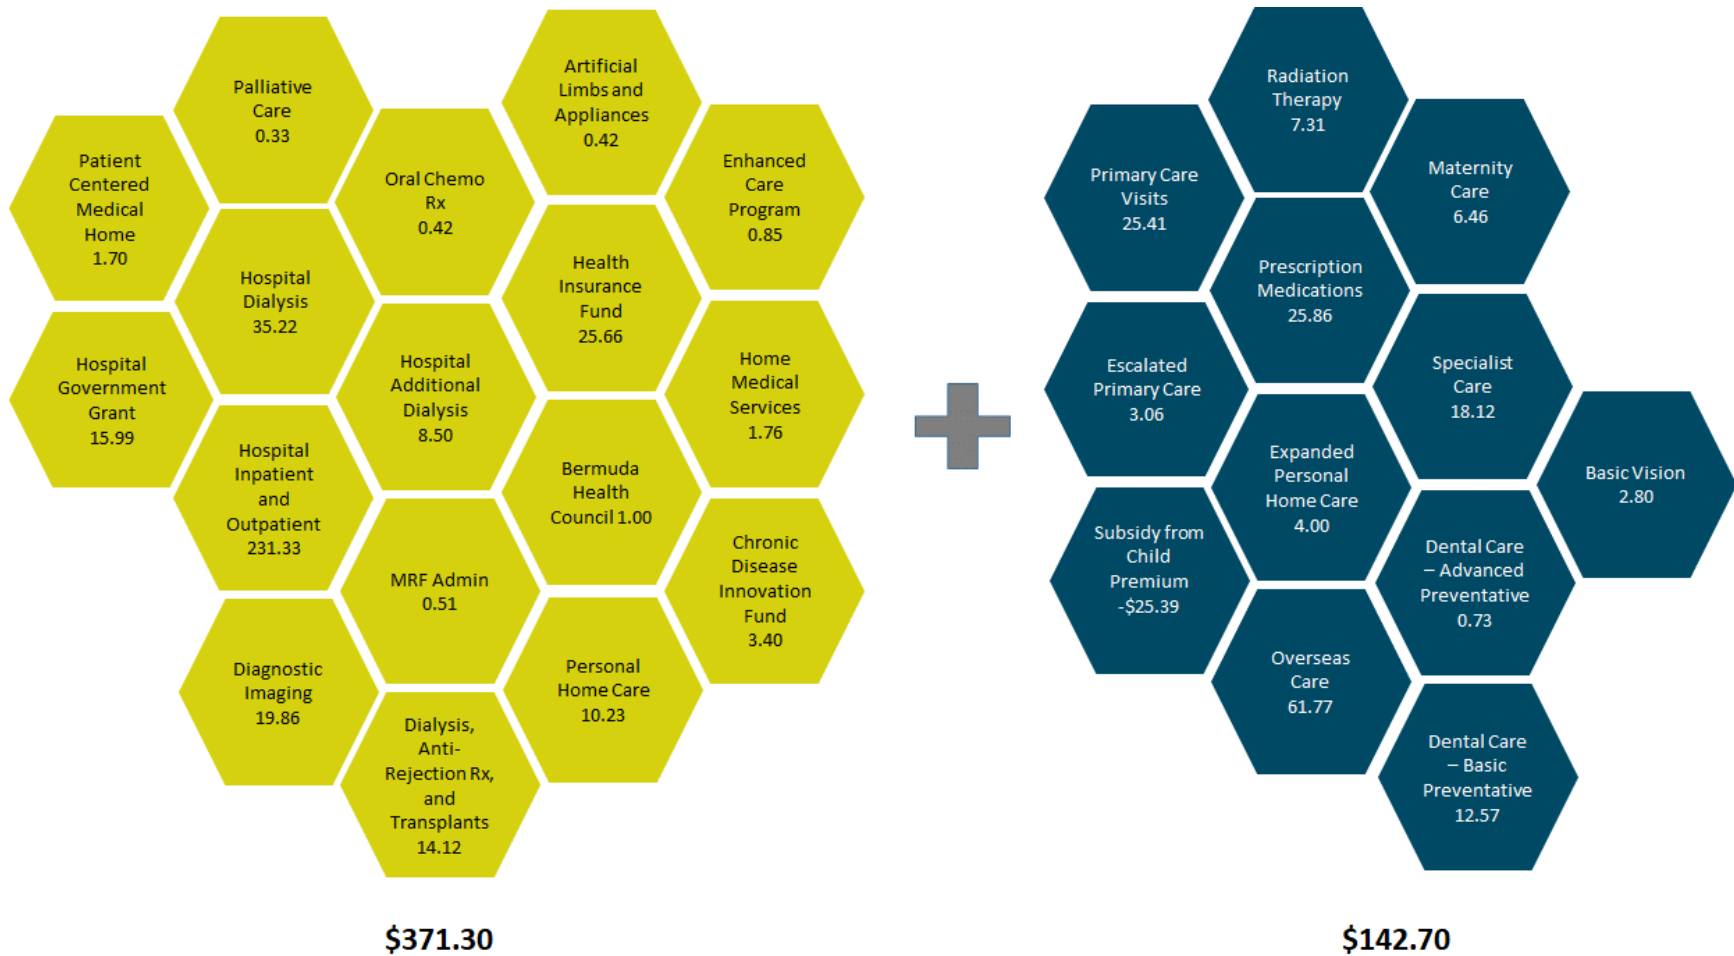 Palliative
Care
0.33
Artificial
Limbs and
Appliances
0.42
Patient
Centered
Medical
Home
1.70
Oral Chemo
Rx
0.42
Enhanced
Care
Program
0.85
Hospital
Dialysis
35.22
Health
Insurance
Fund
25.66
Hospital
Government
Grant
15.99
Hospital
Additional
Dialysis
8.50
Home
Medical
Services
1.76
Hospital
Inpatient
and
Outpatient
231.33
Bermuda
Health
Council 1.00
MRF Admin
0.51
Chronic
Disease
Innovation
Fund
3.40
Diagnostic
Imaging
19.86
Personal
Home Care
10.23
Dialysis,
Anti-
Rejection Rx,
and
Transplants
14.12
$371.30
Radiation
Therapy
7.31
Primary Care
Visits
25.41
Maternity
Care
6.46
Prescription
Medications
25.86
Escalated
Primary Care
3.06
Specialist
Care
18.12
Expanded
Personal
Home Care
4.00
Basic Vision
2.80
Subsidy from
Child
Premium
-$25.39
Dental Care
– Advanced
Preventative
0.73
Overseas
Care
61.77
Dental Care
– Basic
Preventative
12.57
$142.70